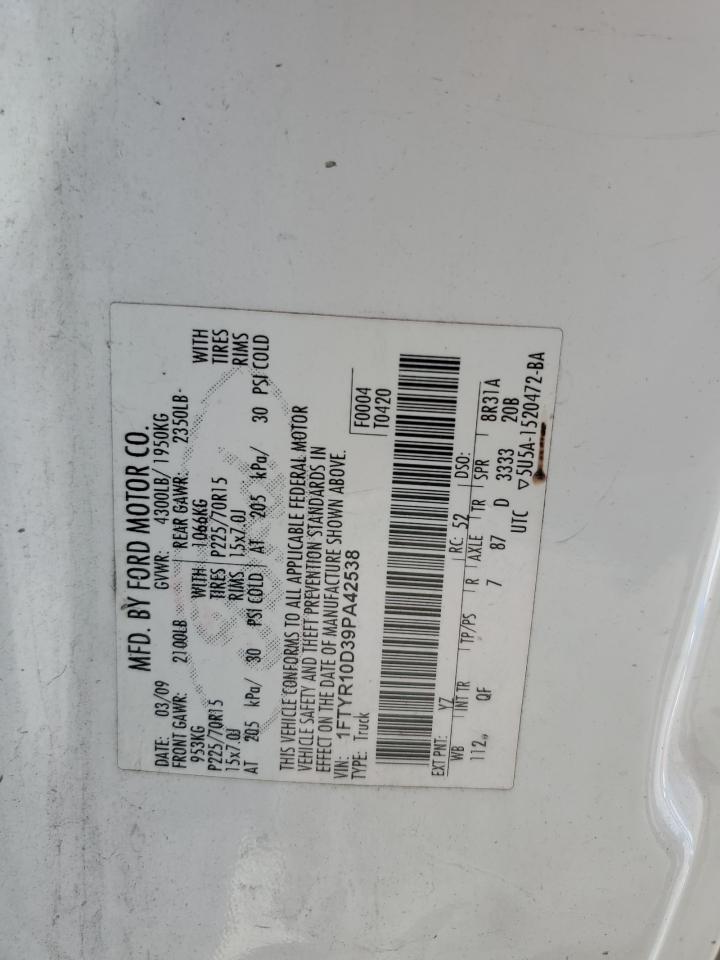 MFD. BY FORD MOTOR CO.
DATE: 03/09 GVWR: 4300LB/ 1950KG
FRONT GAWR: 2100LB REAR GAWR: 2350LB
953KG WITH 1066KG WITH
P225/70R15 TIRES P225/70R15 TIRES
15x7.0J RIMS 15x7.0J RIMS
AT 205 kPa/ 30 PSI COLD AT 205 kPa/ 30 PSI COLD
THIS VEHICLE CONFORMS TO ALL APPLICABLE FEDERAL MOTOR
VEHICLE SAFETY AND THEFT PREVENTION STANDARDS IN
EFFECT ON THE DATE OF MANUFACTURE SHOWN ABOVE.
VIN: 1FTYR10D39PA42538 F0004
TYPE: Truck T0420
EXT PNT: YZ RC: 52 DSO:
WB INT TR TP/PS R AXLE TR SPR
112 QF 7 87 D 3333 8R31A
20B
UTC ▽5U5A-1520472-BA